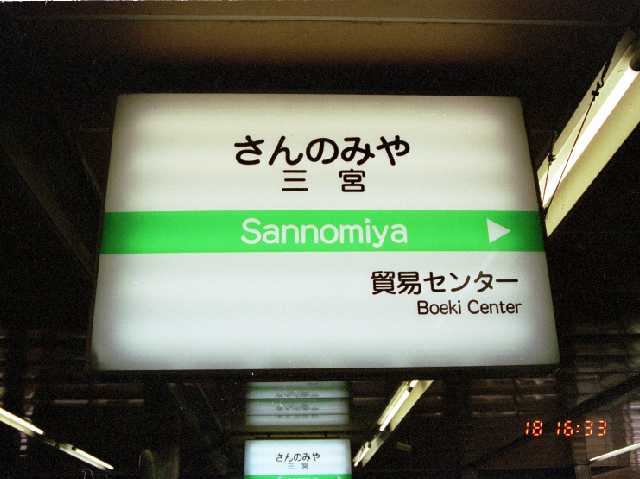 さんのみや
三宮
Sannomiya
貿易センター
Boeki Center
さんのみや
三宮
18 16:33